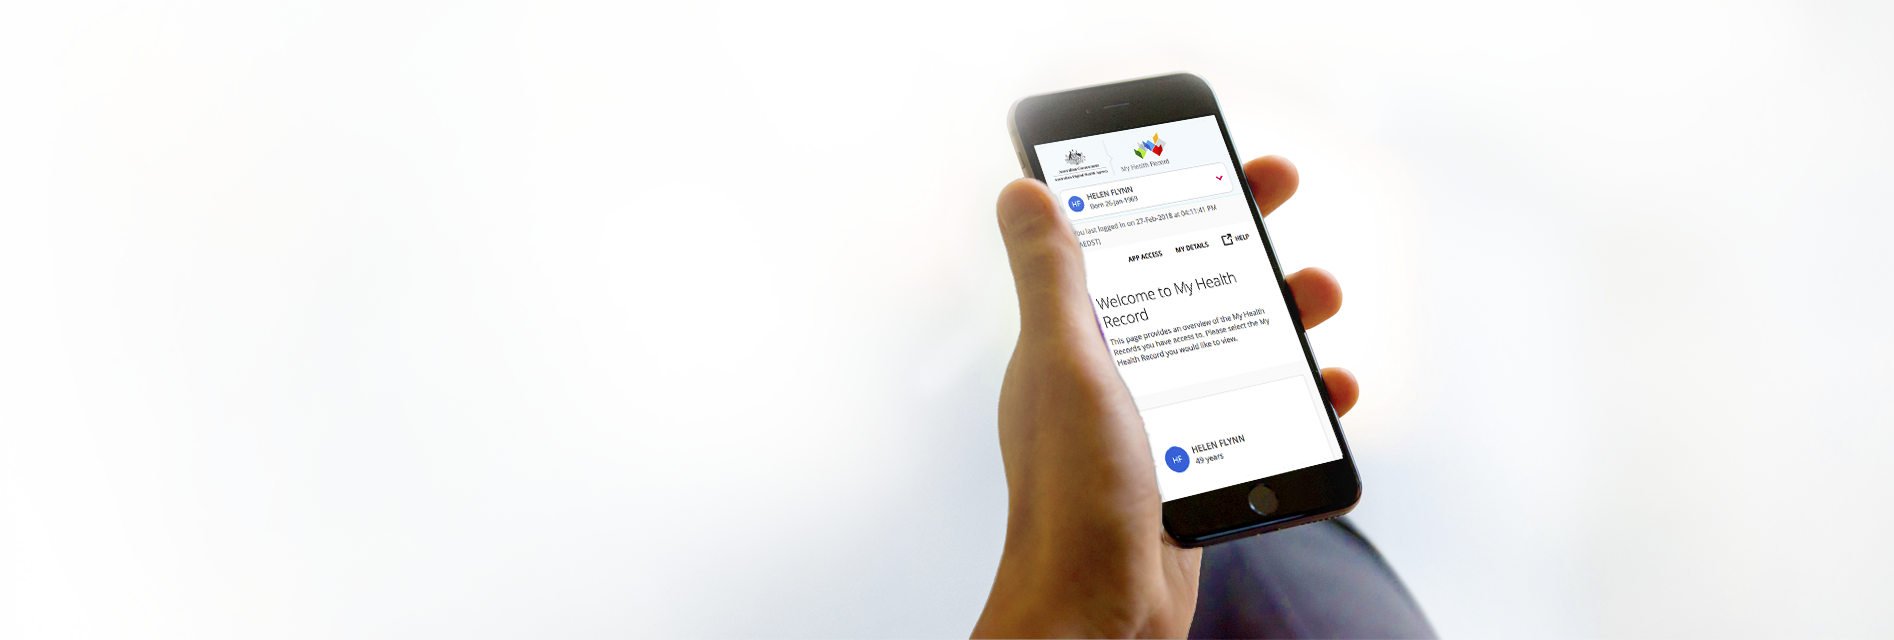 Australian Government
Australian Digital Health Agency
My Health Record
HF
HELEN FLYNN
Born 26-Jan-1969
You last logged in on 27-Feb-2018 at 04:11:41 PM
AEDST)
APP ACCESS MY DETAILS HELP
Welcome to My Health
Record
This page provides an overview of the My Health
Records you have access to. Please select the My
Health Record you would like to view.
HF
HELEN FLYNN
49 years